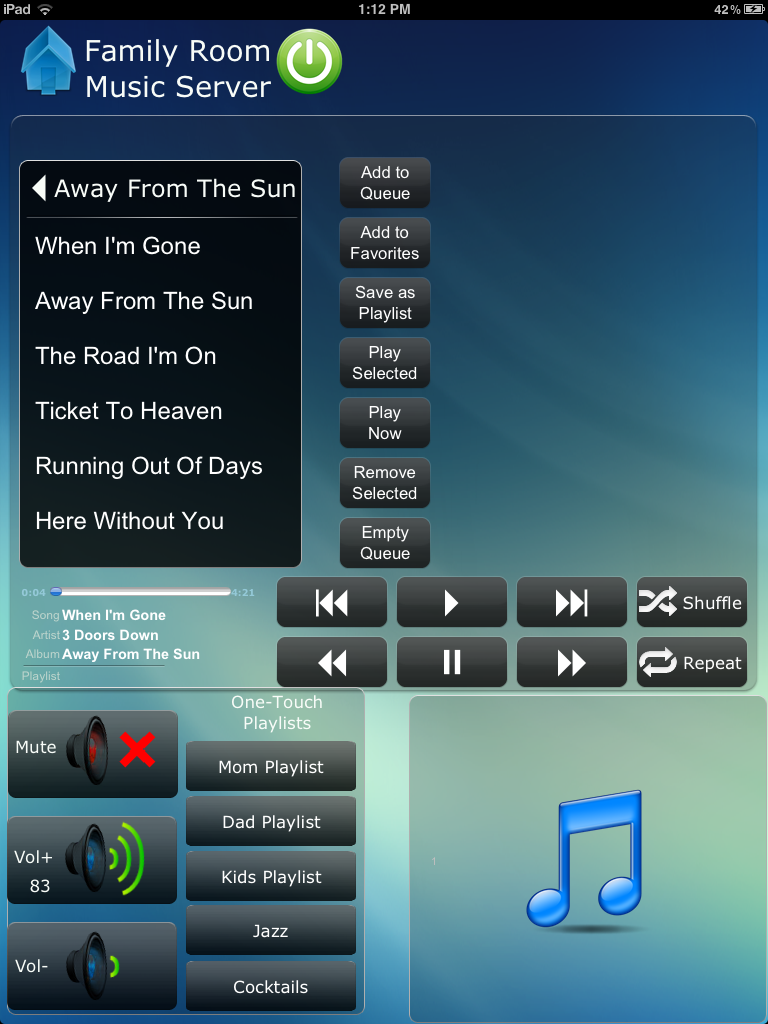 iPad
1:12 PM
42%
Family Room
Music Server
Away From The Sun
When I'm Gone
Away From The Sun
The Road I'm On
Ticket To Heaven
Running Out Of Days
Here Without You
Add to
Queue
Add to
Favorites
Save as
Playlist
Play
Selected
Play
Now
Remove
Selected
Empty
Queue
0:04
4:21
Song When I'm Gone
Artist 3 Doors Down
Album Away From The Sun
Playlist
Shuffle
Repeat
Mute
Vol+
83
Vol-
One-Touch
Playlists
Mom Playlist
Dad Playlist
Kids Playlist
Jazz
Cocktails
1